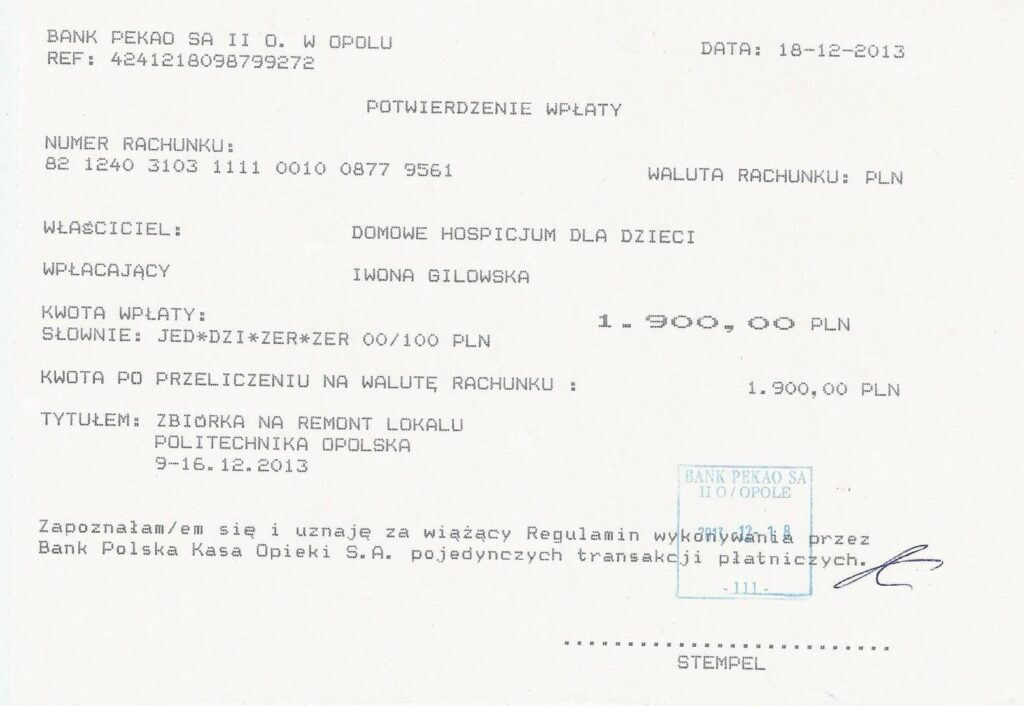 BANK PEKAO SA II O. W OPOLU
REF: 4241218098799272
DATA: 18-12-2013
POTWIERDZENIE WPŁATY
NUMER RACHUNKU:
82 1240 3103 1111 0010 0877 9561
WALUTA RACHUNKU: PLN
WŁAŚCICIEL: DOMOWE HOSPICJUM DLA DZIECI
WPŁACAJĄCY IWONA GILOWSKA
KWOTA WPŁATY: 1.900,00 PLN
SŁOWNIE: JED*DZI*ZER*ZER 00/100 PLN
KWOTA PO PRZELICZENIU NA WALUTĘ RACHUNKU : 1.900,00 PLN
TYTUŁEM: ZBIÓRKA NA REMONT LOKALU
POLITECHNIKA OPOLSKA
9-16.12.2013
BANK PEKAO SA
II O/OPOLE
2013 -12- 1 8
- 111 -
Zapoznałam/em się i uznaję za wiążący Regulamin wykonywania przez
Bank Polska Kasa Opieki S.A. pojedynczych transakcji płatniczych.
STEMPEL